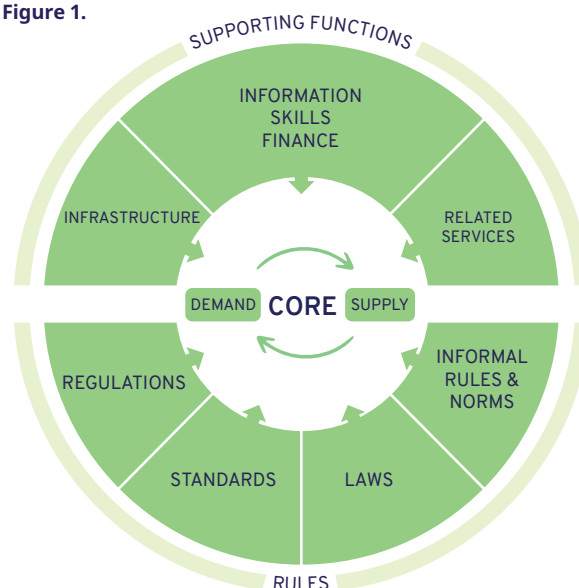 Figure 1.
SUPPORTING FUNCTIONS
INFORMATION
SKILLS
FINANCE
INFRASTRUCTURE
RELATED
SERVICES
DEMAND CORE SUPPLY
REGULATIONS
INFORMAL
RULES &
NORMS
STANDARDS
LAWS
RULES